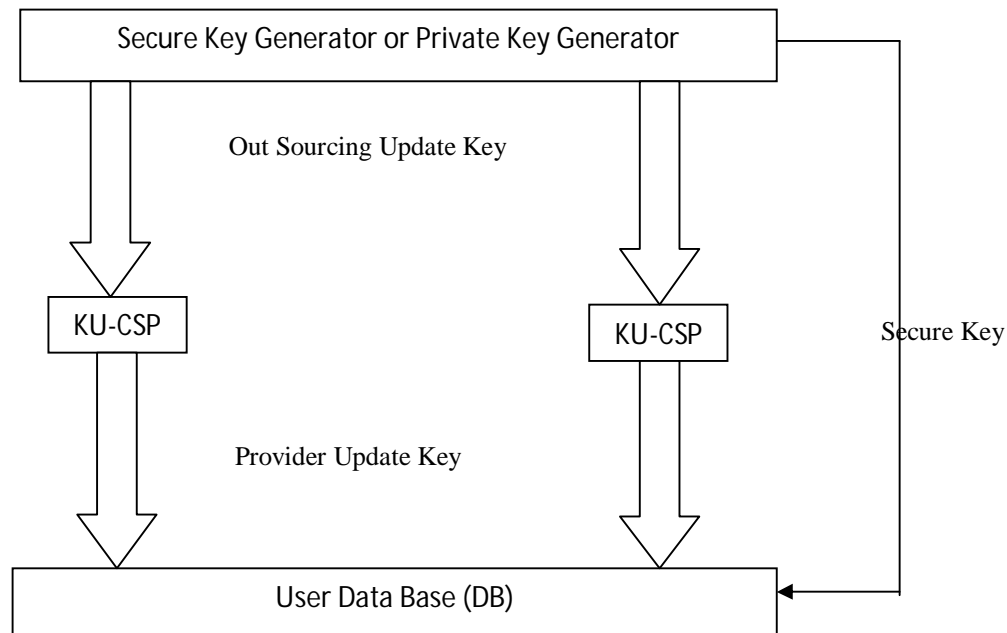 Secure Key Generator or Private Key Generator
Out Sourcing Update Key
KU-CSP
KU-CSP
Secure Key
Provider Update Key
User Data Base (DB)